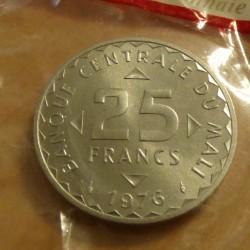 BANQUE CENTRALE DU MALI
25
FRANCS
1976